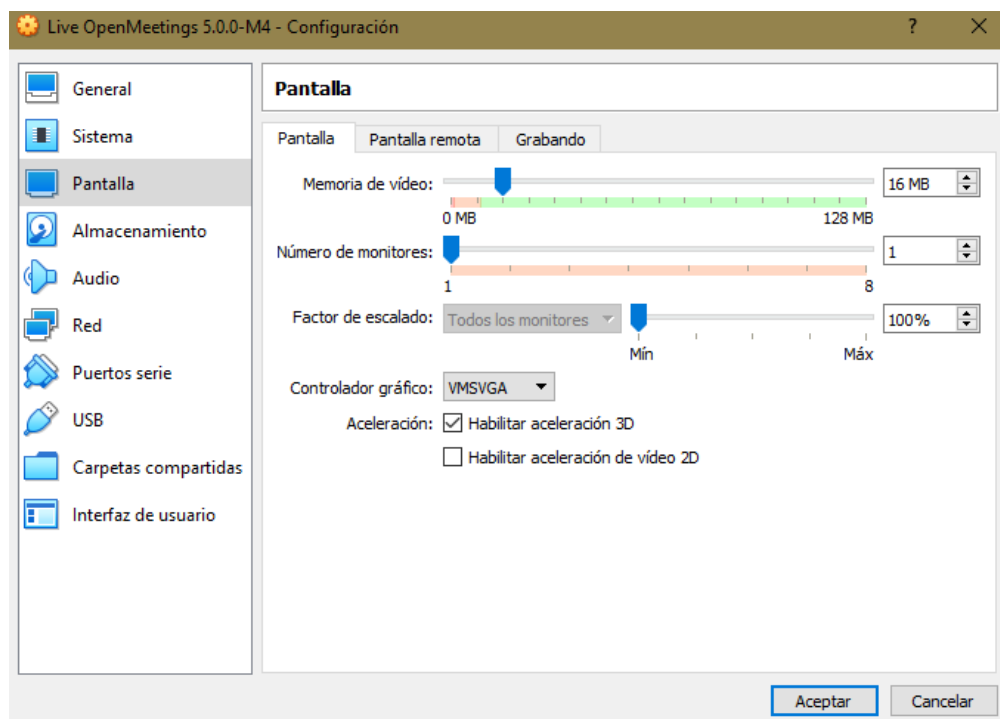 Live OpenMeetings 5.0.0-M4 - Configuración ?
General
Sistema
Pantalla
Almacenamiento
Audio
Red
Puertos serie
USB
Carpetas compartidas
Interfaz de usuario
Pantalla
Pantalla Pantalla remota Grabando
Memoria de vídeo: 16 MB
0 MB 128 MB
Número de monitores: 1
1 8
Factor de escalado: Todos los monitores 100%
Mín Máx
Controlador gráfico: VMSVGA
Aceleración: Habilitar aceleración 3D
Habilitar aceleración de vídeo 2D
Aceptar Cancelar